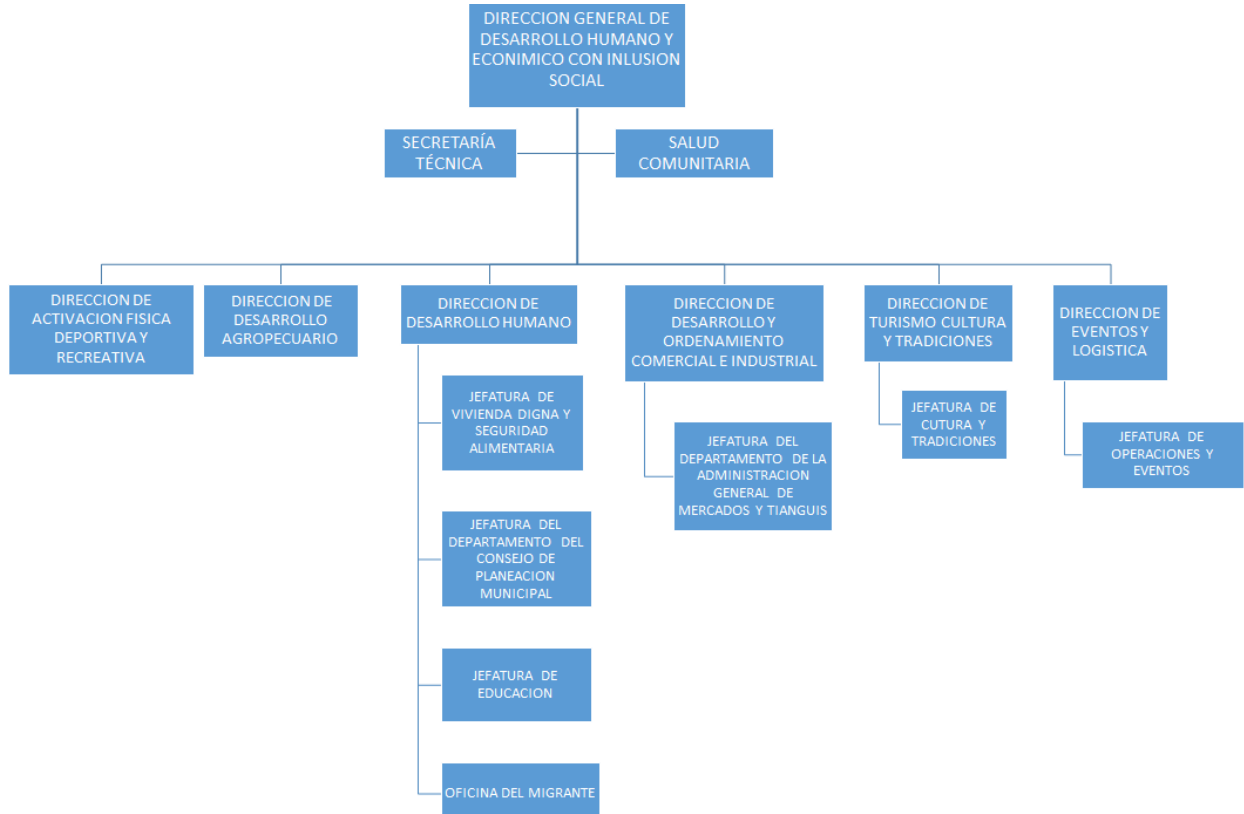 DIRECCION GENERAL DE
DESARROLLO HUMANO Y
ECONIMICO CON INLUSION
SOCIAL
SECRETARÍA
TÉCNICA
SALUD
COMUNITARIA
DIRECCION DE
ACTIVACION FISICA
DEPORTIVA Y
RECREATIVA
DIRECCION DE
DESARROLLO
AGROPECUARIO
DIRECCION DE
DESARROLLO HUMANO
DIRECCION DE
DESARROLLO Y
ORDENAMIENTO
COMERCIAL E INDUSTRIAL
DIRECCION DE
TURISMO CULTURA
Y TRADICIONES
DIRECCION DE
EVENTOS Y
LOGISTICA
JEFATURA DE
VIVIENDA DIGNA Y
SEGURIDAD
ALIMENTARIA
JEFATURA DEL
DEPARTAMENTO DEL
CONSEJO DE
PLANEACION
MUNICIPAL
JEFATURA DE
EDUCACION
OFICINA DEL MIGRANTE
JEFATURA DEL
DEPARTAMENTO DE LA
ADMINISTRACION
GENERAL DE
MERCADOS Y TIANGUIS
JEFATURA DE
CUTURA Y
TRADICIONES
JEFATURA DE
OPERACIONES Y
EVENTOS